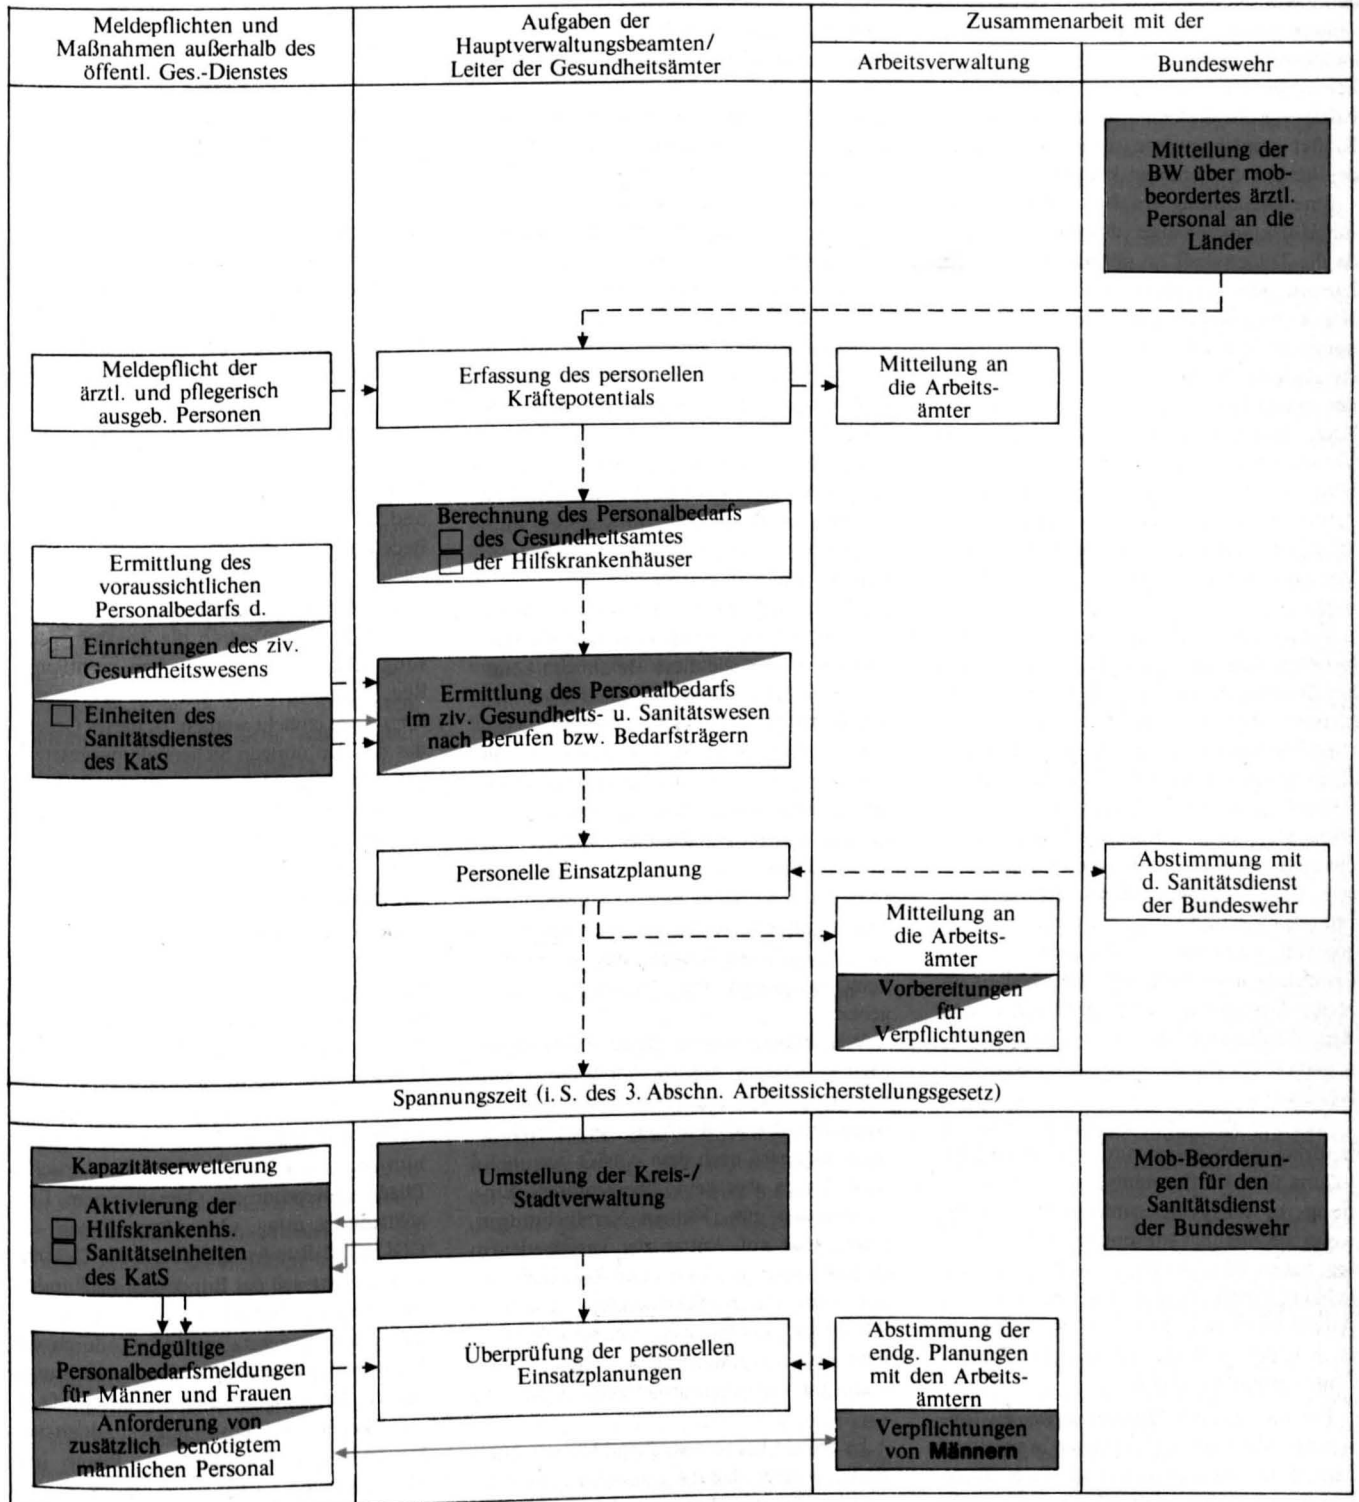 Meldepflichten und
Maßnahmen außerhalb des
öffentl. Ges.-Dienstes
Aufgaben der
Hauptverwaltungsbeamten/
Leiter der Gesundheitsämter
Zusammenarbeit mit der
Arbeitsverwaltung
Bundeswehr
Mitteilung der
BW über mob-
beordertes ärztl.
Personal an die
Länder
Meldepflicht der
ärztl. und pflegerisch
ausgeb. Personen
Erfassung des personellen
Kräftepotentials
Mitteilung an
die Arbeits-
ämter
Berechnung des Personalbedarfs
des Gesundheitsamtes
der Hilfskrankenhäuser
Ermittlung des
voraussichtlichen
Personalbedarfs d.
Einrichtungen des ziv.
Gesundheitswesens
Einheiten des
Sanitätsdienstes
des KatS
Ermittlung des Personalbedarfs
im ziv. Gesundheits- u. Sanitätswesen
nach Berufen bzw. Bedarfsträgern
Personelle Einsatzplanung
Abstimmung mit
d. Sanitätsdienst
der Bundeswehr
Mitteilung an
die Arbeits-
ämter
Vorbereitungen
für
Verpflichtungen
Spannungszeit (i. S. des 3. Abschn. Arbeitssicherstellungsgesetz)
Kapazitätserweiterung
Aktivierung der
Hilfskrankenhs.
Sanitätseinheiten
des KatS
Umstellung der Kreis-/
Stadtverwaltung
Mob-Beorderun-
gen für den
Sanitätsdienst
der Bundeswehr
Endgültige
Personalbedarfsmeldungen
für Männer und Frauen
Anforderung von
zusätzlich benötigtem
männlichen Personal
Überprüfung der personellen
Einsatzplanungen
Abstimmung der
endg. Planungen
mit den Arbeits-
ämtern
Verpflichtungen
von Männern